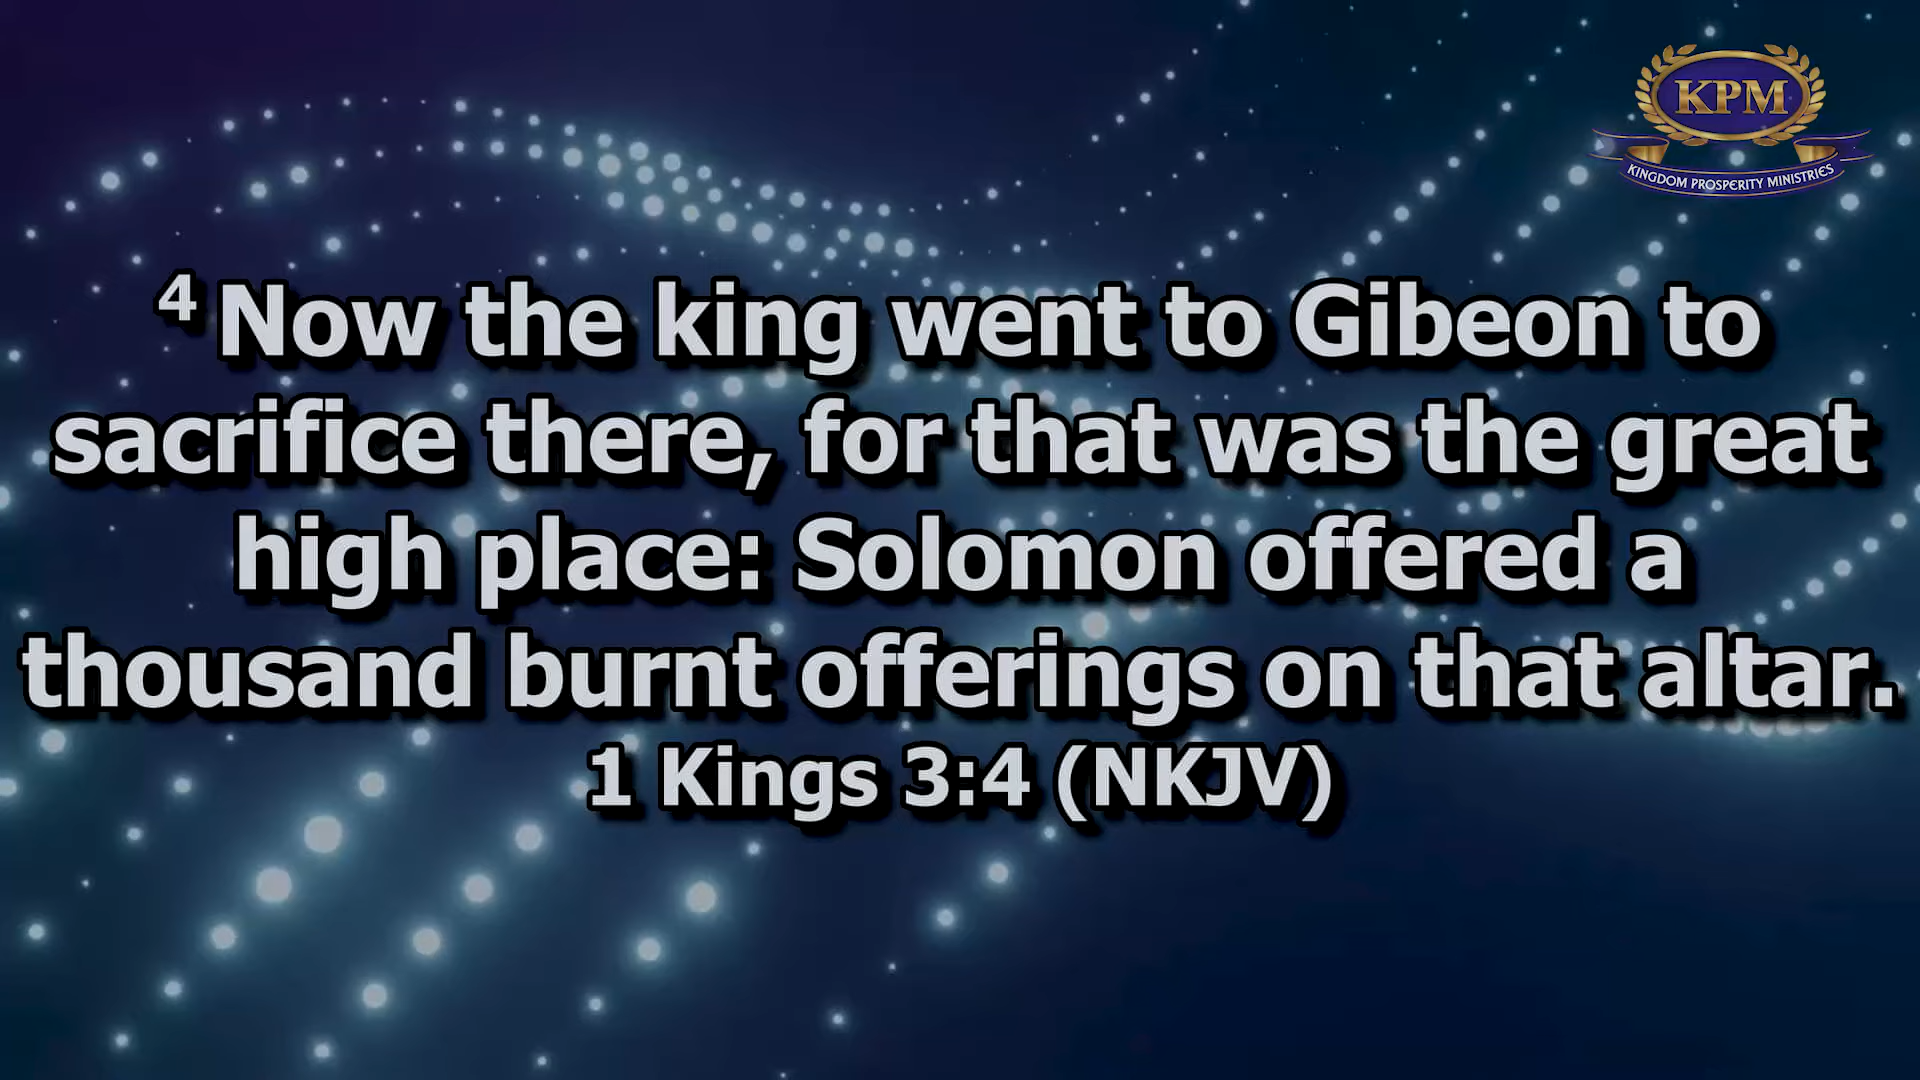 KPM
KINGDOM PROSPERITY MINISTRIES
4 Now the king went to Gibeon to
sacrifice there, for that was the great
high place: Solomon offered a
thousand burnt offerings on that altar.
1 Kings 3:4 (NKJV)